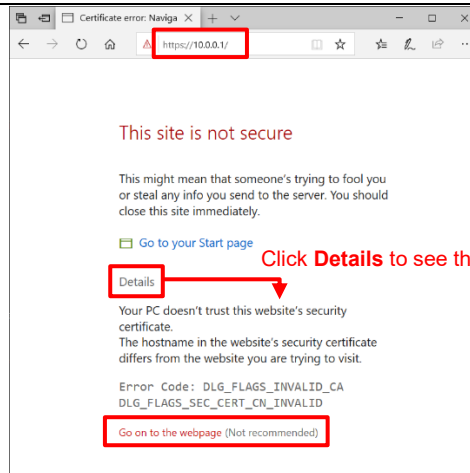 Certificate error: Naviga
https://10.0.0.1/
This site is not secure
This might mean that someone's trying to fool you
or steal any info you send to the server. You should
close this site immediately.
Go to your Start page
Click Details to see th
Details
Your PC doesn't trust this website's security
certificate.
The hostname in the website's security certificate
differs from the website you are trying to visit.
Error Code: DLG_FLAGS_INVALID_CA
DLG_FLAGS_SEC_CERT_CN_INVALID
Go on to the webpage (Not recommended)